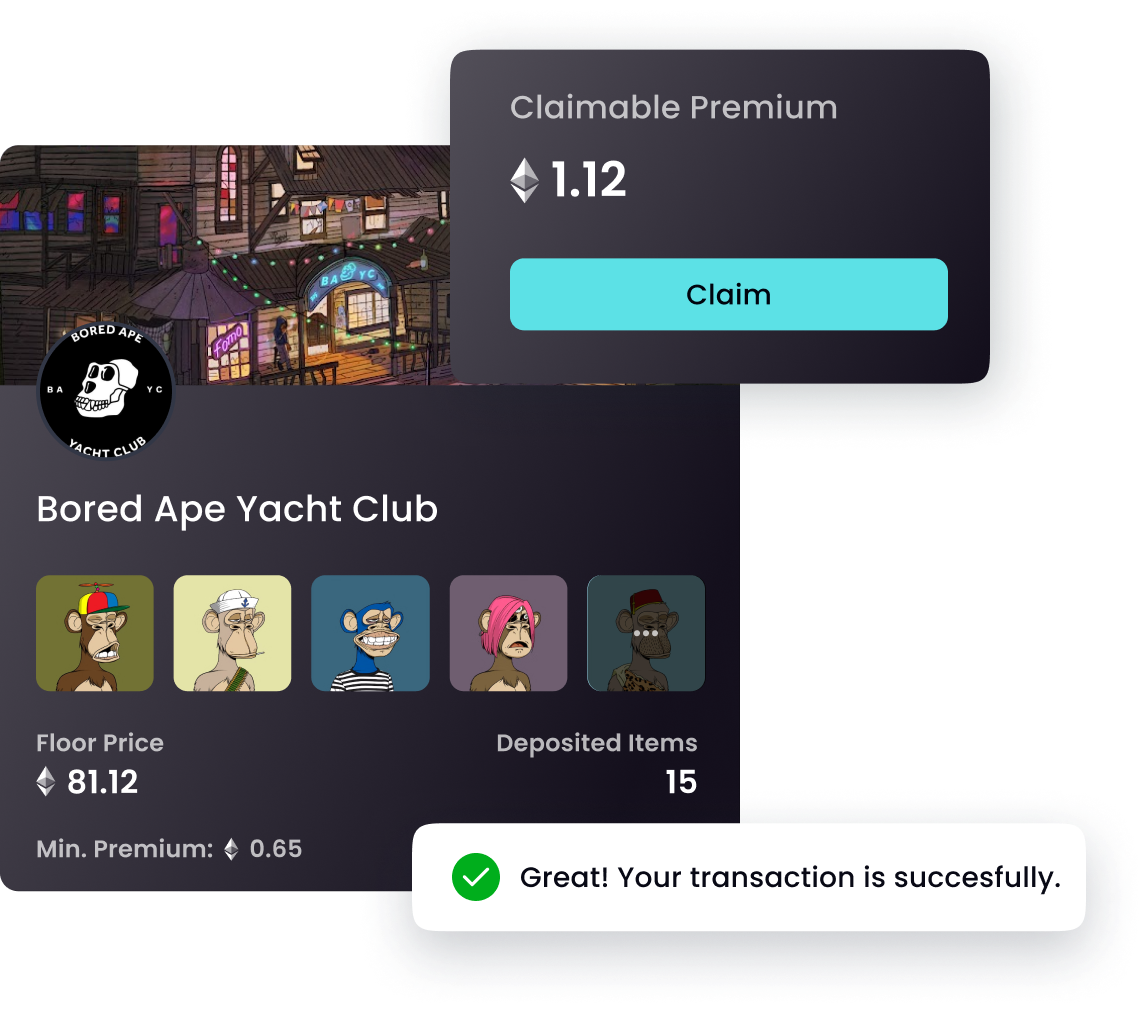 Claimable Premium
1.12
Claim
BA YC
Fomo
BORED APE
B A Y C
YACHT CLUB
Bored Ape Yacht Club
Floor Price
81.12
Deposited Items
15
Min. Premium: 0.65
Great! Your transaction is succesfully.